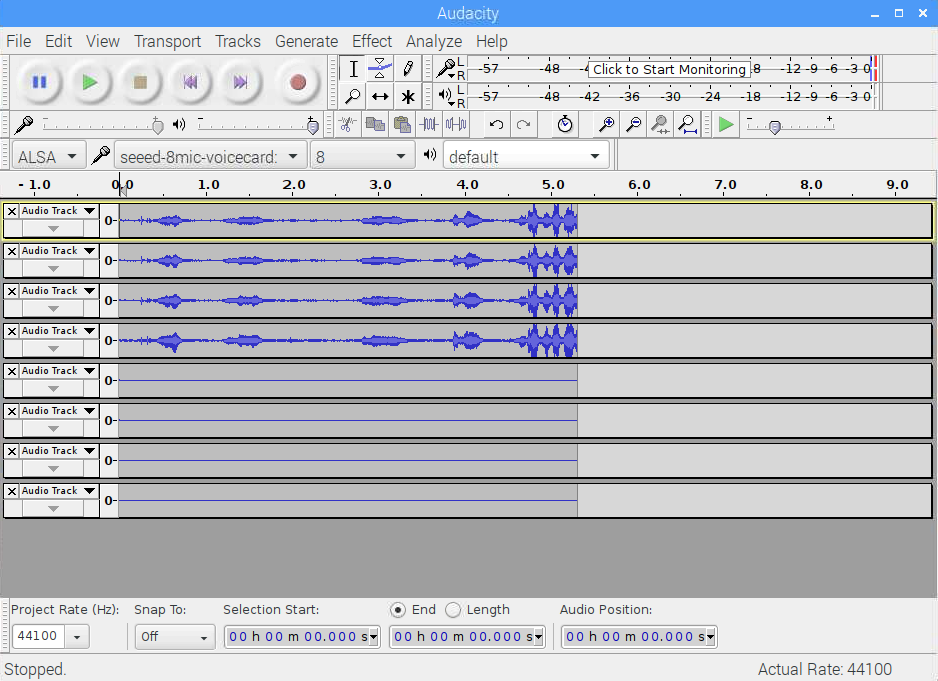 Audacity
File Edit View Transport Tracks Generate Effect Analyze Help
L
R
-57 -48 -4 Click to Start Monitoring 8 -12 -9 -6 -3 0
L
R
-57 -48 -42 -36 -30 -24 -18 -12 -9 -6 -3 0
- + - + - +
ALSA seeed-8mic-voicecard: 8 default
- 1.0 0.0 1.0 2.0 3.0 4.0 5.0 6.0 7.0 8.0 9.0
Audio Track
0-
Audio Track
0-
Audio Track
0-
Audio Track
0-
Audio Track
0-
Audio Track
0-
Audio Track
0-
Audio Track
0-
Project Rate (Hz): Snap To: Selection Start: End Length Audio Position:
44100 Off 00 h 00 m 00.000 s 00 h 00 m 00.000 s 00 h 00 m 00.000 s
Stopped. Actual Rate: 44100